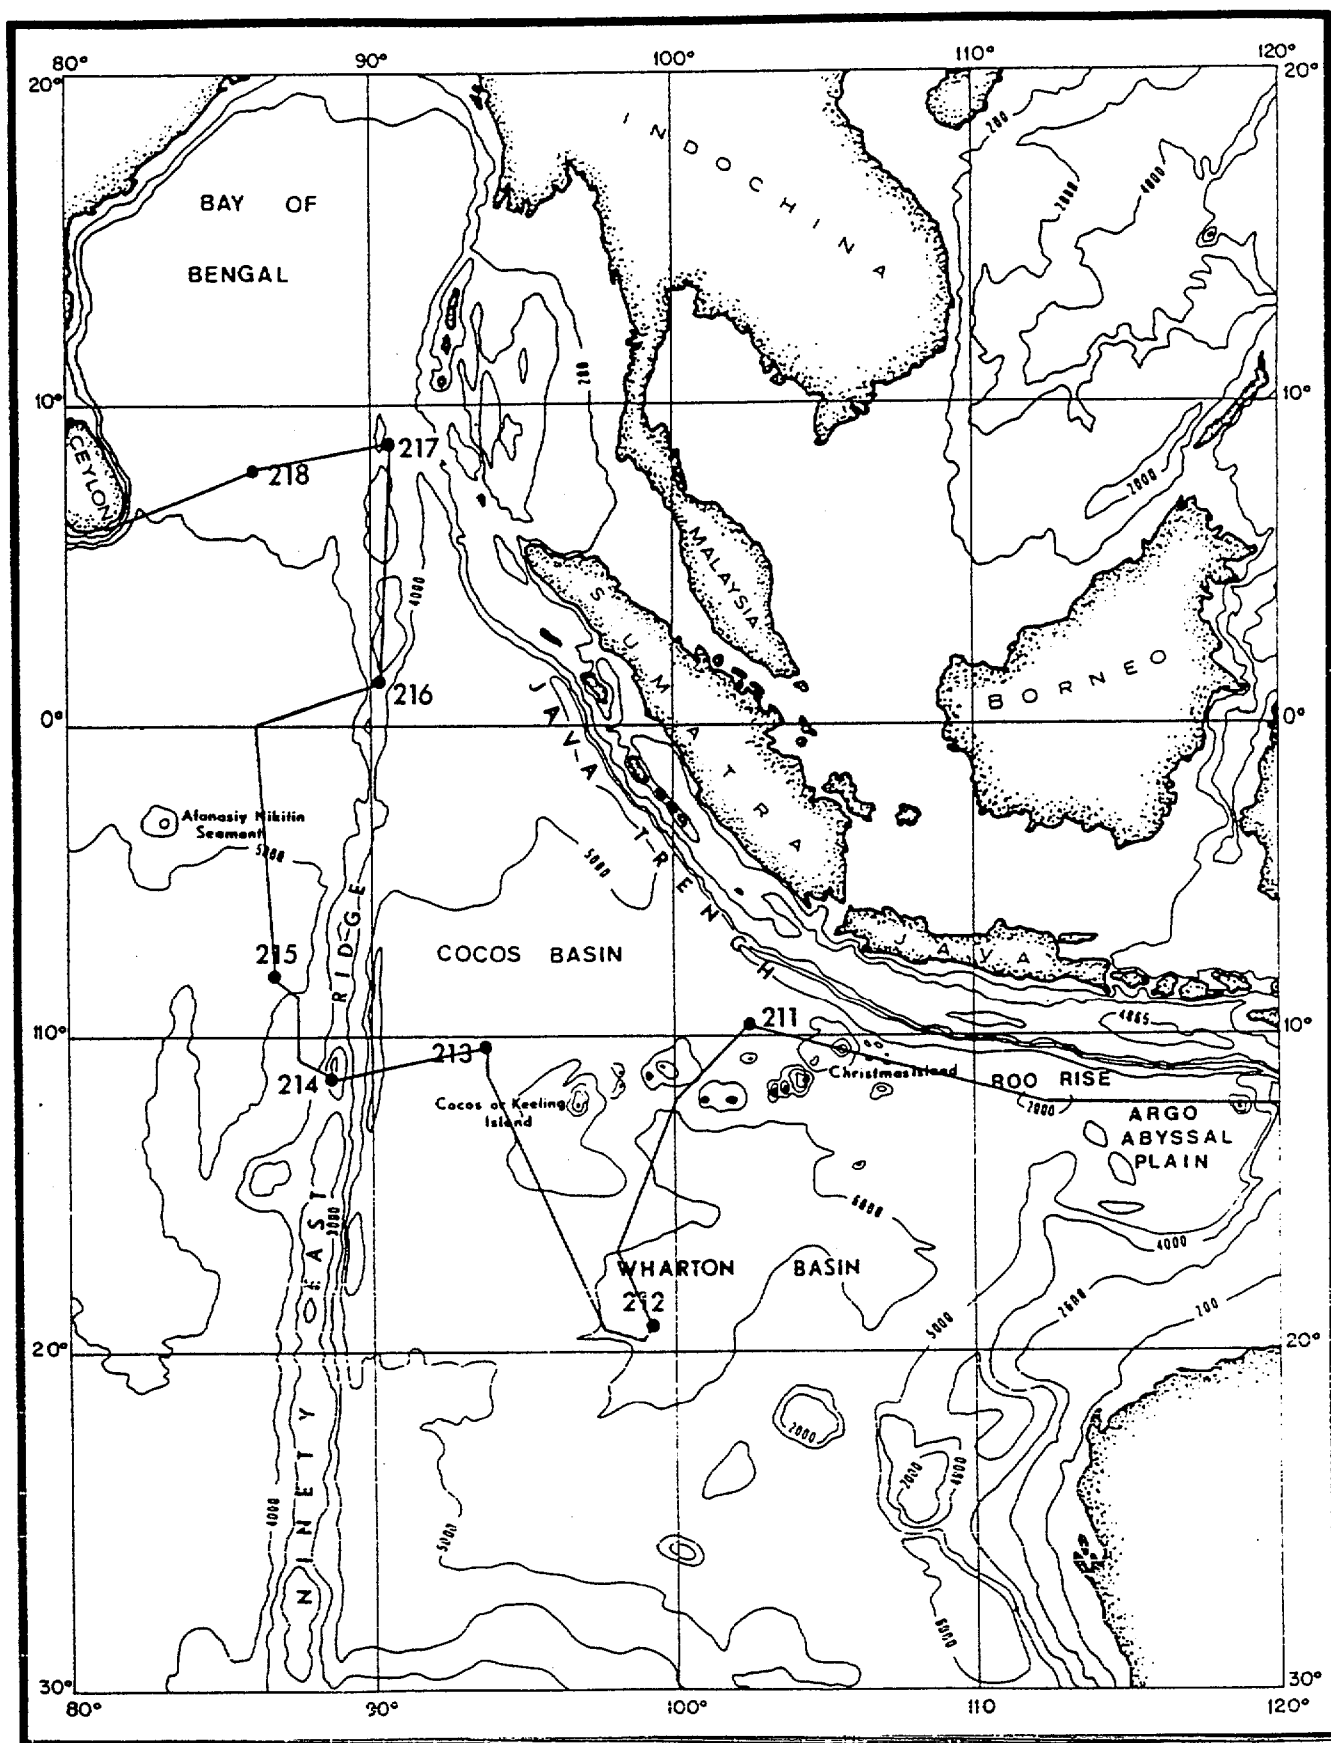 80° 90° 100° 110° 120°
20° 20°
INDOCHINA
200
2000
4000
BAY OF
BENGAL
200
10° 10°
CEYLON
217
218
2000
MALAYSIA
4000
SUMATRA
BORNEO
216
0° 0°
JAVA TRENCH
Afanasiy Nikitin
Seamont
5000
5000
RIDGE
215
COCOS BASIN
JAVA
211
4865
10° 10°
213
214
Christmas Island
ROO RISE
2000
Cocos or Keeling
Island
ARGO
ABYSSAL
PLAIN
EAST
3000
6000
4000
WHARTON BASIN
212
5000
2000
200
20° 20°
NINETY
2000
2000
4000
4000
5000
6000
30° 30°
80° 90° 100° 110 120°